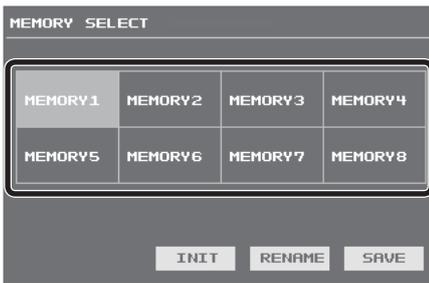 MEMORY SELECT
MEMORY1 MEMORY2 MEMORY3 MEMORY4
MEMORY5 MEMORY6 MEMORY7 MEMORY8
INIT RENAME SAVE